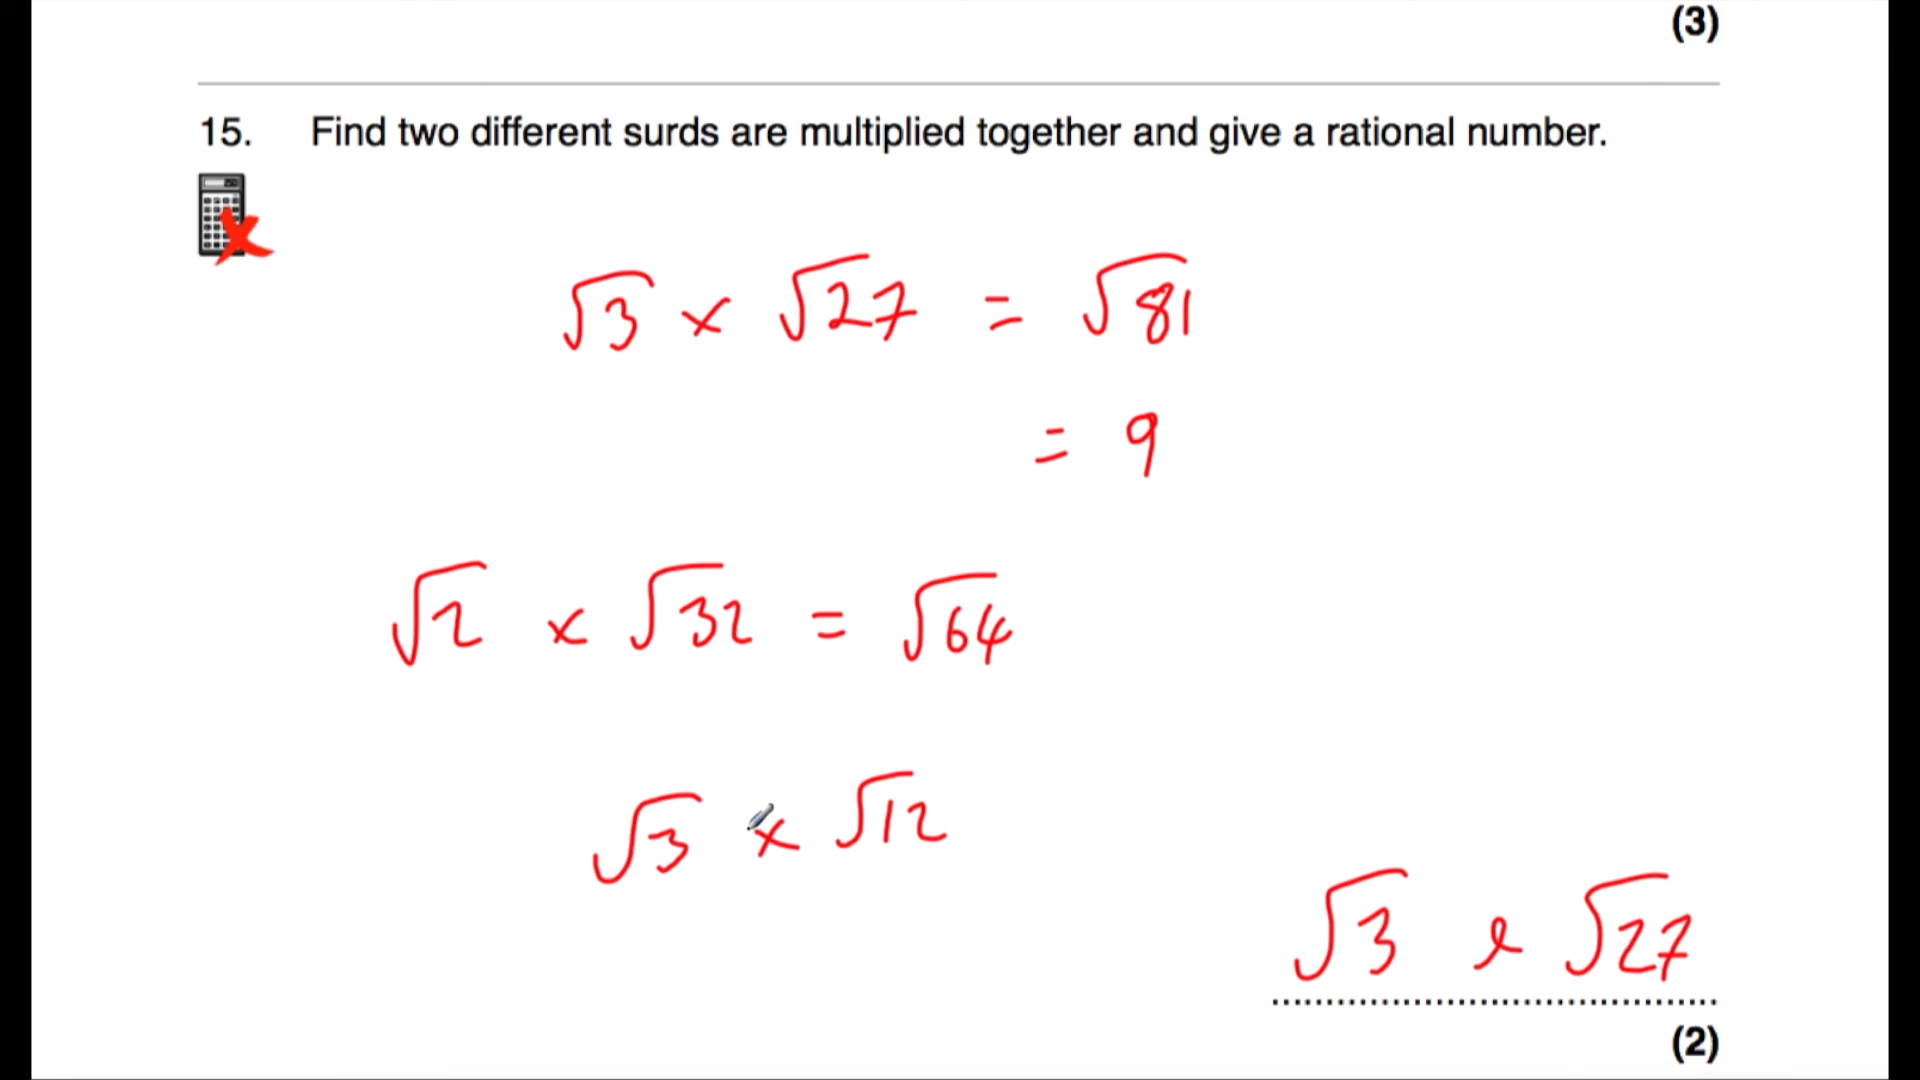 (3)
15. Find two different surds are multiplied together and give a rational number.
√3 × √27 = √81
= 9
√2 × √32 = √64
√3 × √12
√3 & √27
(2)